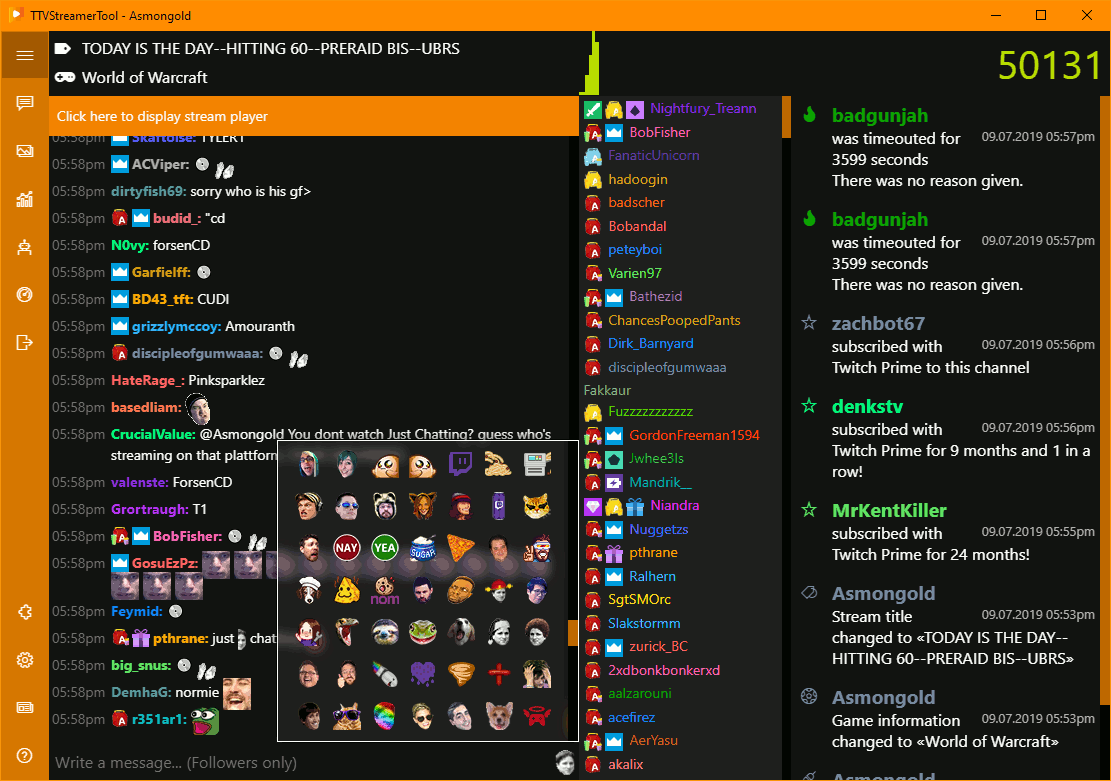 TTVStreamerTool - Asmongold
TODAY IS THE DAY--HITTING 60--PRERAID BIS--UBRS
World of Warcraft
50131
Click here to display stream player
05:58pm Skaftoise: TYLER1
05:58pm ACViper:
05:58pm dirtyfish69: sorry who is his gf>
05:58pm budid_: "cd
05:58pm N0vy: forsenCD
05:58pm Garfielff:
05:58pm BD43_tft: CUDI
05:58pm grizzlymccoy: Amouranth
05:58pm discipleofgumwaaa:
05:58pm HateRage_: Pinksparklez
05:58pm basedliam:
05:58pm CrucialValue: @Asmongold You dont watch Just Chatting? guess who's
streaming on that plattforn
05:58pm valenste: ForsenCD
05:58pm Grortraugh: T1
05:58pm BobFisher:
05:58pm GosuEzPz:
05:58pm Feymid:
05:58pm pthrane: just chat
05:58pm big_snus:
05:58pm DemhaG: normie
05:58pm r351ar1:
NAY
YEA
SUGAR
nom
Write a message... (Followers only)
Nightfury_Treann
BobFisher
FanaticUnicorn
hadoogin
badscher
Bobandal
peteyboi
Varien97
Bathezid
ChancesPoopedPants
Dirk_Barnyard
discipleofgumwaaa
Fakkaur
Fuzzzzzzzzzzz
GordonFreeman1594
Jwhee3ls
Mandrik__
Niandra
Nuggetzs
pthrane
Ralhern
SgtSMOrc
Slakstormm
zurick_BC
2xdbonkbonkerxd
aalzarouni
acefirez
AerYasu
akalix
badgunjah
was timeouted for 09.07.2019 05:57pm
3599 seconds
There was no reason given.
badgunjah
was timeouted for 09.07.2019 05:57pm
3599 seconds
There was no reason given.
zachbot67
subscribed with 09.07.2019 05:56pm
Twitch Prime to this channel
denkstv
subscribed with 09.07.2019 05:56pm
Twitch Prime for 9 months and 1 in a
row!
MrKentKiller
subscribed with 09.07.2019 05:55pm
Twitch Prime for 24 months!
Asmongold
Stream title 09.07.2019 05:53pm
changed to «TODAY IS THE DAY--
HITTING 60--PRERAID BIS--UBRS»
Asmongold
Game information 09.07.2019 05:53pm
changed to «World of Warcraft»
Asmongold